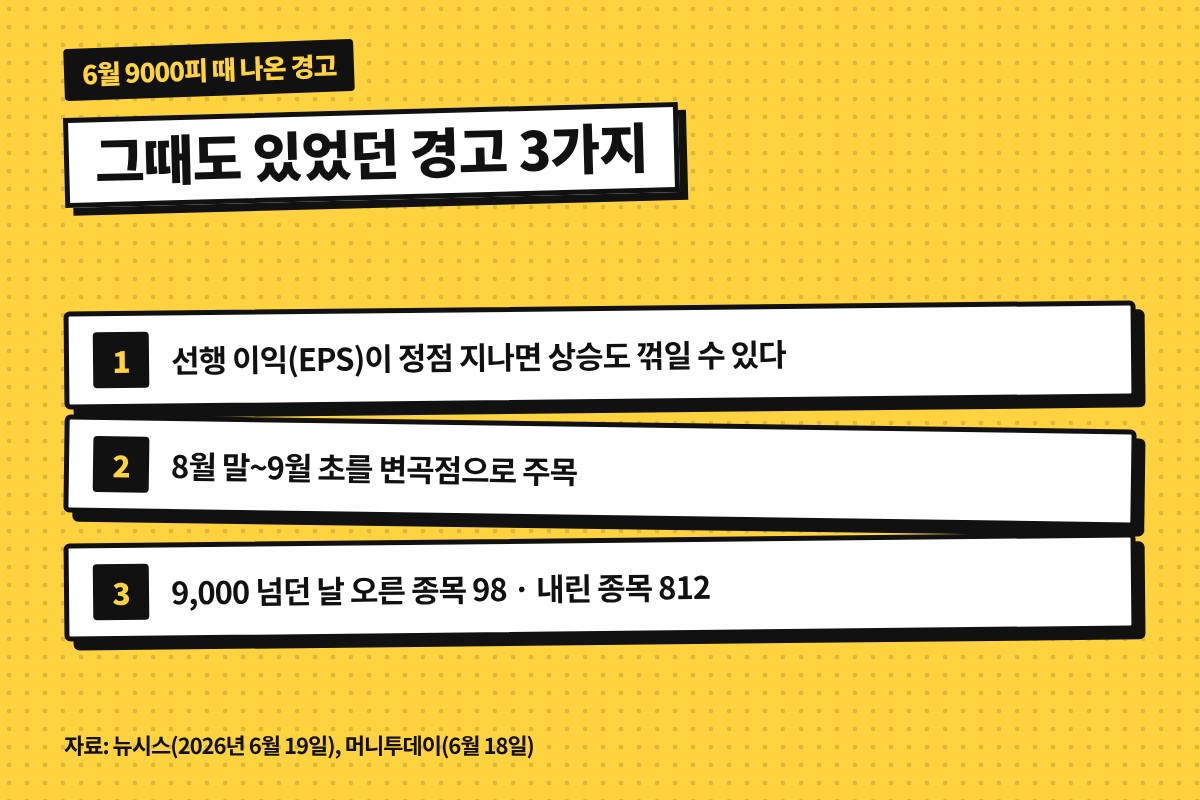 6월 9000피 때 나온 경고
그때도 있었던 경고 3가지
1 선행 이익(EPS)이 정점 지나면 상승도 꺾일 수 있다
2 8월 말~9월 초를 변곡점으로 주목
3 9,000 넘던 날 오른 종목 98 · 내린 종목 812
자료: 뉴시스(2026년 6월 19일), 머니투데이(6월 18일)